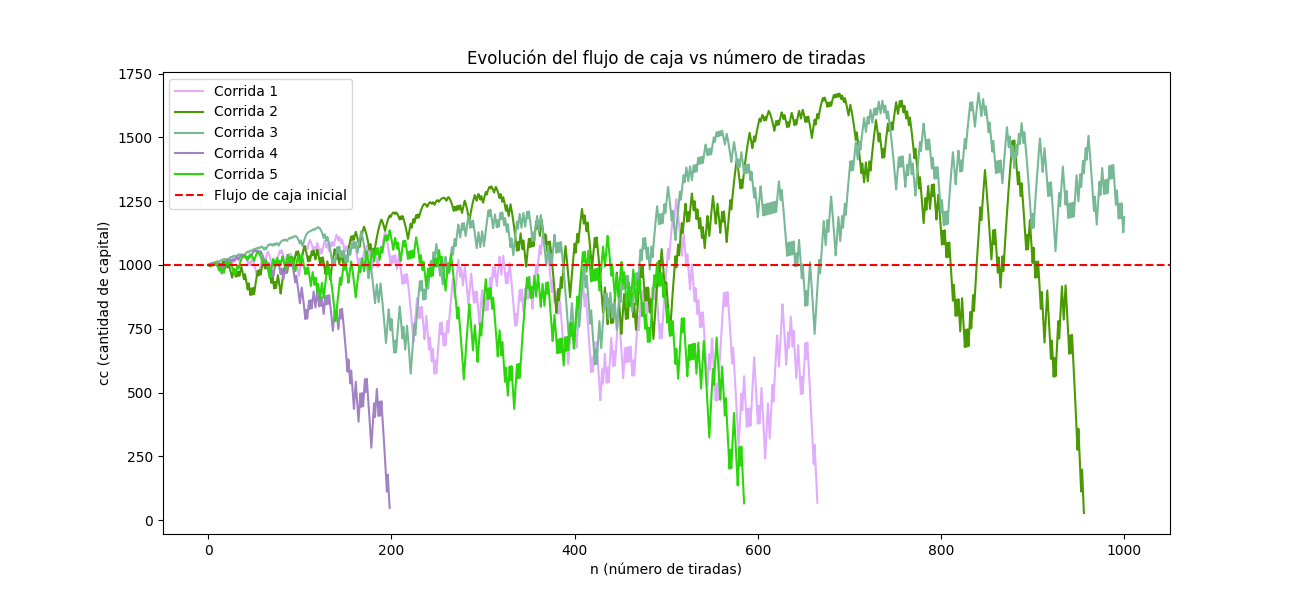 Evolución del flujo de caja vs número de tiradas
cc (cantidad de capital)
1750
1500
1250
1000
750
500
250
0
Corrida 1
Corrida 2
Corrida 3
Corrida 4
Corrida 5
Flujo de caja inicial
0 200 400 600 800 1000
n (número de tiradas)